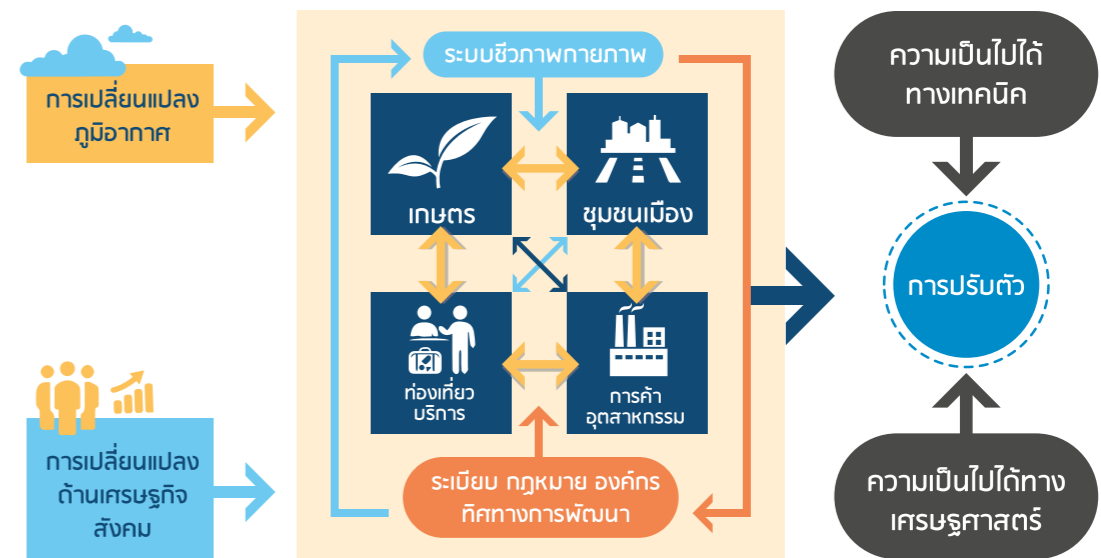 การเปลี่ยนแปลง
ภูมิอากาศ
ระบบชีวภาพกายภาพ
เกษตร
ชุมชนเมือง
ท่องเที่ยว
บริการ
การค้า
อุตสาหกรรม
ระเบียบ กฎหมาย องค์กร
ทิศทางการพัฒนา
การเปลี่ยนแปลง
ด้านเศรษฐกิจ
สังคม
ความเป็นไปได้
ทางเทคนิค
การปรับตัว
ความเป็นไปได้ทาง
เศรษฐศาสตร์